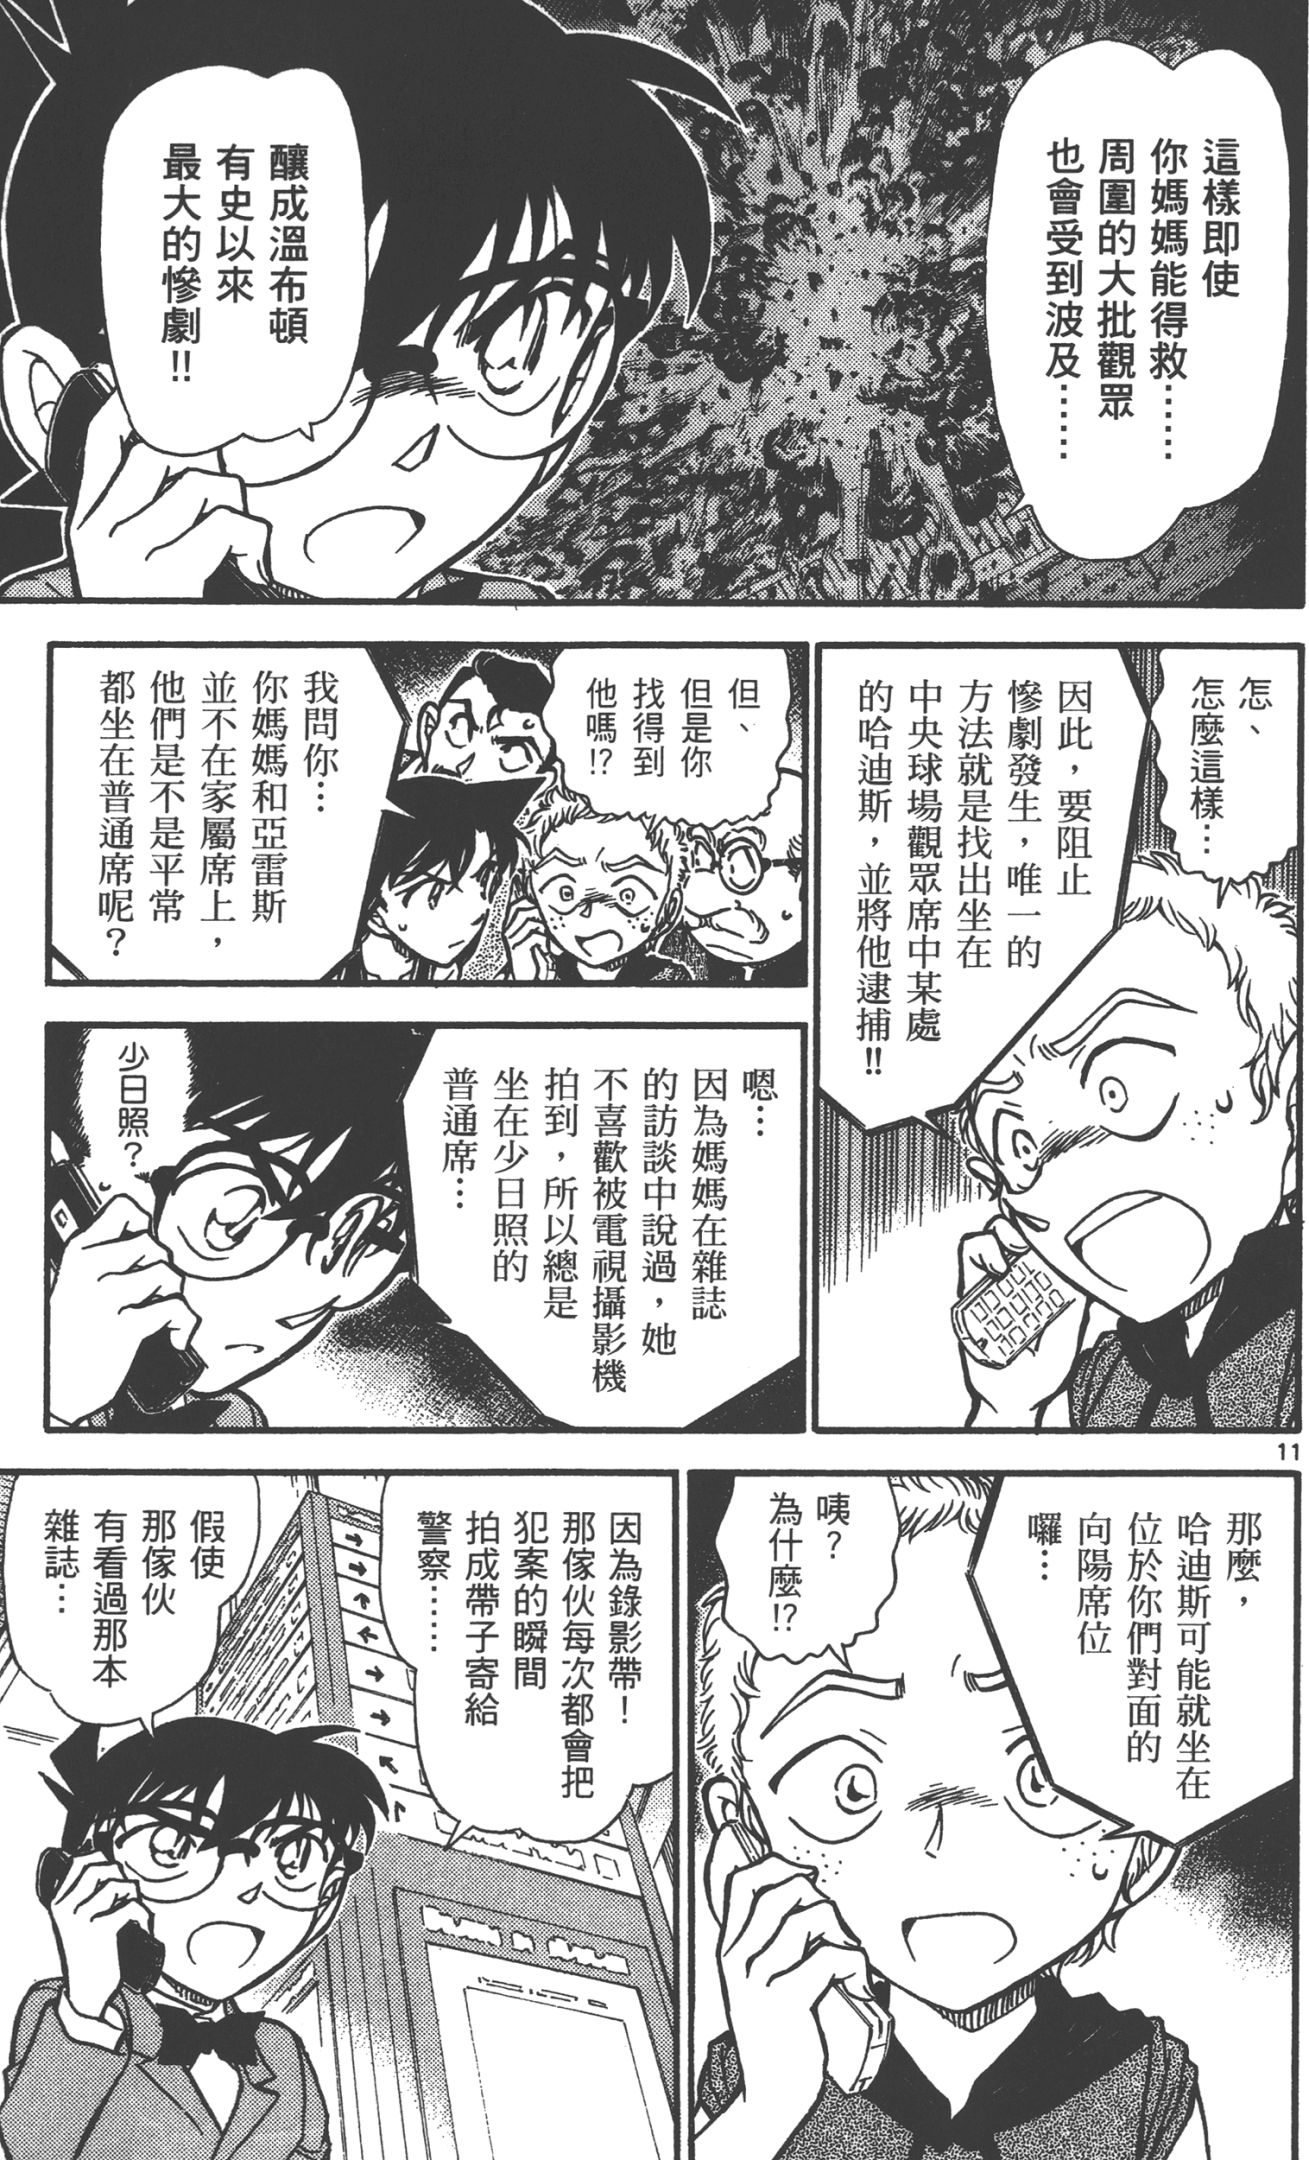 這樣即使
你媽媽能得救……
周圍的大批觀眾
也會受到波及……
釀成溫布頓
有史以來
最大的慘劇!!
怎、
怎麼這樣…
因此，要阻止
慘劇發生，唯一的
方法就是找出坐在
中央球場觀眾席中某處
的哈迪斯，並將他逮捕!!
但、
但是你
找得到
他嗎!?
我問你…
你媽媽和亞雷斯
並不在家屬席上，
他們是不是平常
都坐在普通席呢？
嗯…
因為媽媽在雜誌
的訪談中說過，她
不喜歡被電視攝影機
拍到，所以總是
坐在少日照的
普通席…
少日照？
11
那麼，
哈迪斯可能就坐在
位於你們對面的
向陽席位
囉…
咦？
為什麼!?
因為錄影帶！
那傢伙每次都會把
犯案的瞬間
拍成帶子寄給
警察……
假使
那傢伙
有看過那本
雜誌…